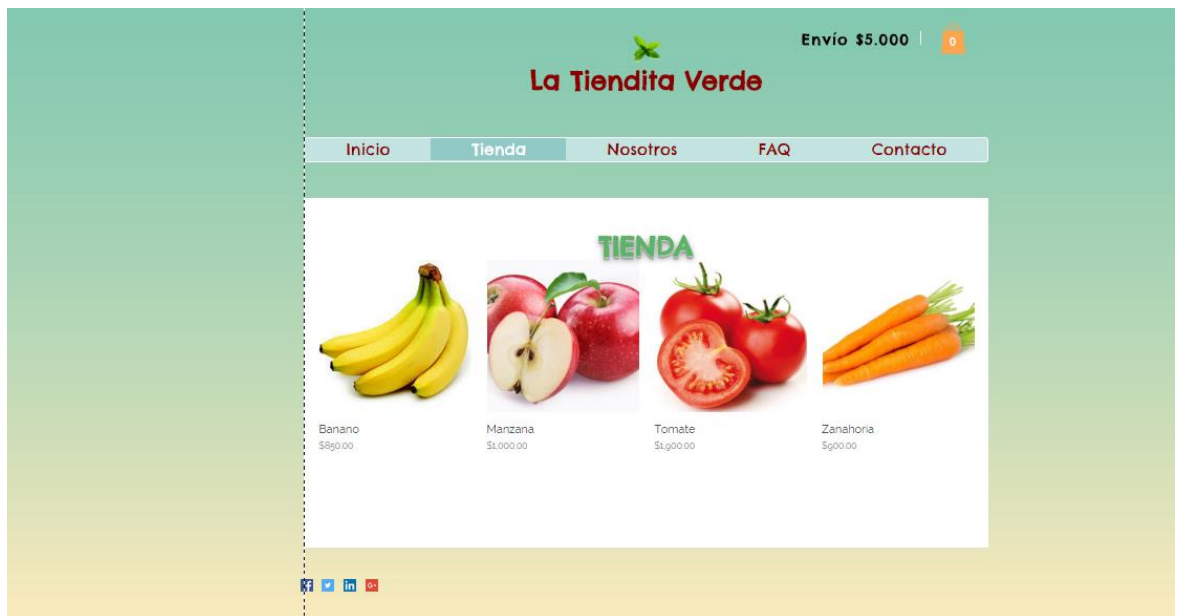 Envío $5.000
0
La Tiendita Verde
Inicio Tienda Nosotros FAQ Contacto
TIENDA
Banano Manzana Tomate Zanahoria
$850.00 $1,000.00 $1,900.00 $900.00